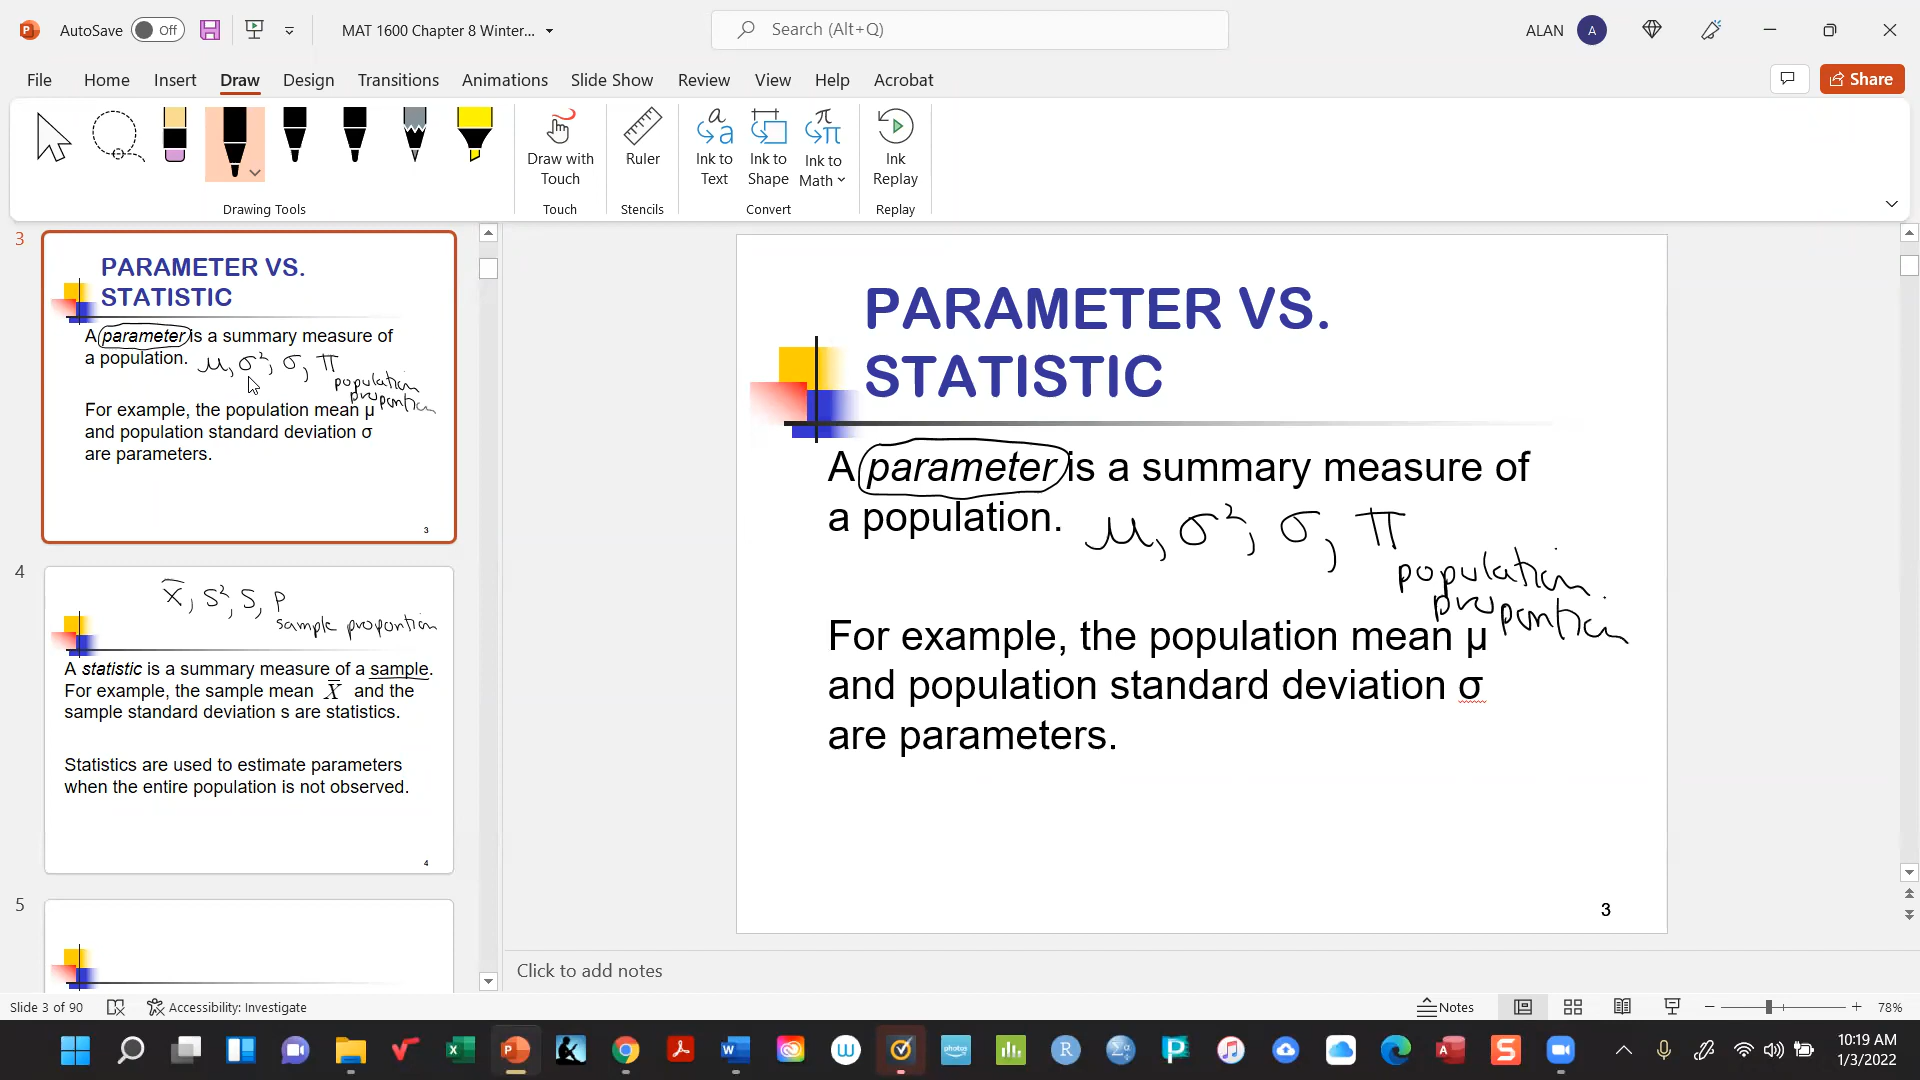 AutoSave Off MAT 1600 Chapter 8 Winter... Search (Alt+Q) ALAN A
File Home Insert Draw Design Transitions Animations Slide Show Review View Help Acrobat Share
Draw with Touch
Ruler
Ink to Text
Ink to Shape
Ink to Math
Ink Replay
Drawing Tools Touch Stencils Convert Replay
3
PARAMETER VS.
STATISTIC
A parameter is a summary measure of
a population. μ, σ², σ, π
population
proportion
For example, the population mean μ
and population standard deviation σ
are parameters.
3
4
X̄, S², S, P
sample proportion
A statistic is a summary measure of a sample.
For example, the sample mean X̄ and the
sample standard deviation s are statistics.
Statistics are used to estimate parameters
when the entire population is not observed.
4
5
PARAMETER VS.
STATISTIC
A parameter is a summary measure of
a population. μ, σ², σ, π
population
proportion
For example, the population mean μ
and population standard deviation σ
are parameters.
3
Click to add notes
Slide 3 of 90 Accessibility: Investigate Notes 78%
10:19 AM
1/3/2022